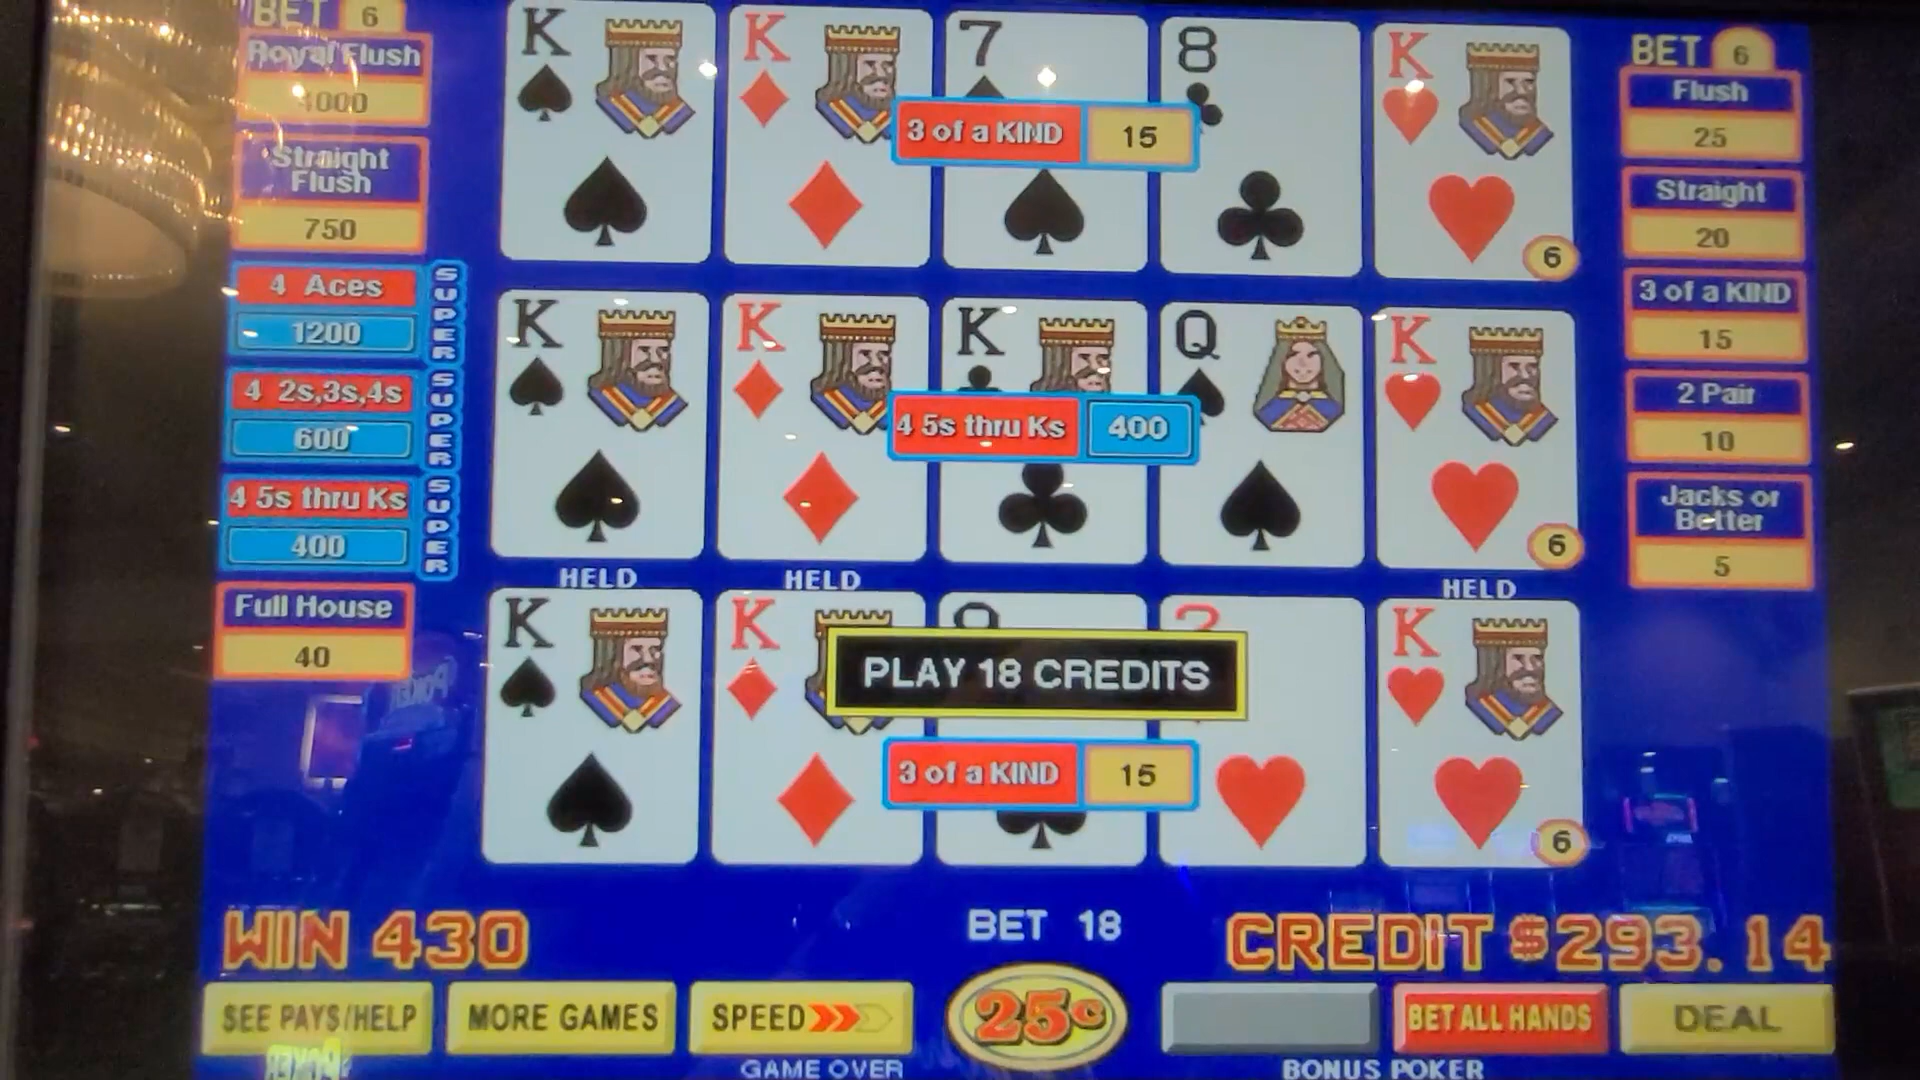 BET 6
Royal Flush
4000
Straight
Flush
750
4 Aces
1200
SUPER
4 2s,3s,4s
600
SUPER
4 5s thru Ks
400
SUPER
Full House
40
K K 7 8 K
3 of a KIND 15
6
K K K Q K
4 5s thru Ks 400
6
HELD HELD HELD
K K 9 K
PLAY 18 CREDITS
3 of a KIND 15
6
BET 6
Flush
25
Straight
20
3 of a KIND
15
2 Pair
10
Jacks or
Better
5
WIN 430
BET 18
CREDIT $293.14
SEE PAYS/HELP
MORE GAMES
SPEED
25¢
BET ALL HANDS
DEAL
GAME OVER
BONUS POKER